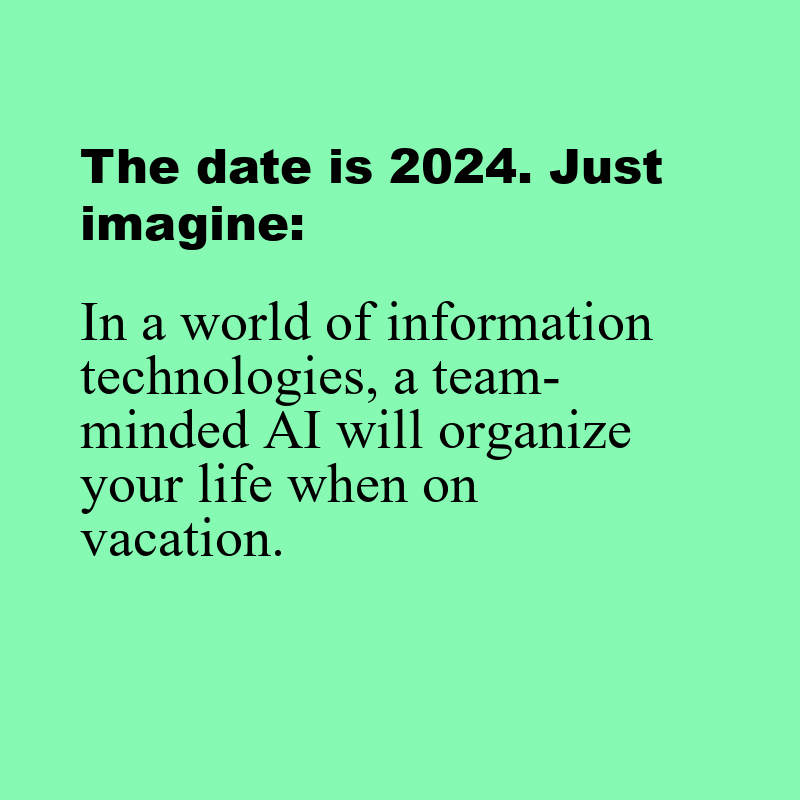 The date is 2024. Just
imagine:
In a world of information
technologies, a team-
minded AI will organize
your life when on
vacation.